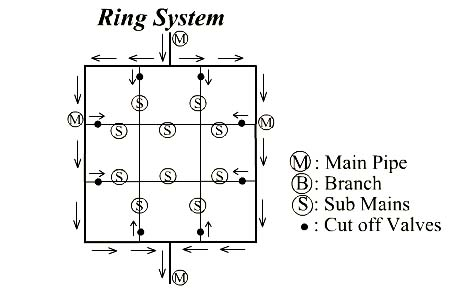 Ring System
M
S S
M M
S S S
S S S
S S
M
M : Main Pipe
B : Branch
S : Sub Mains
• : Cut off Valves